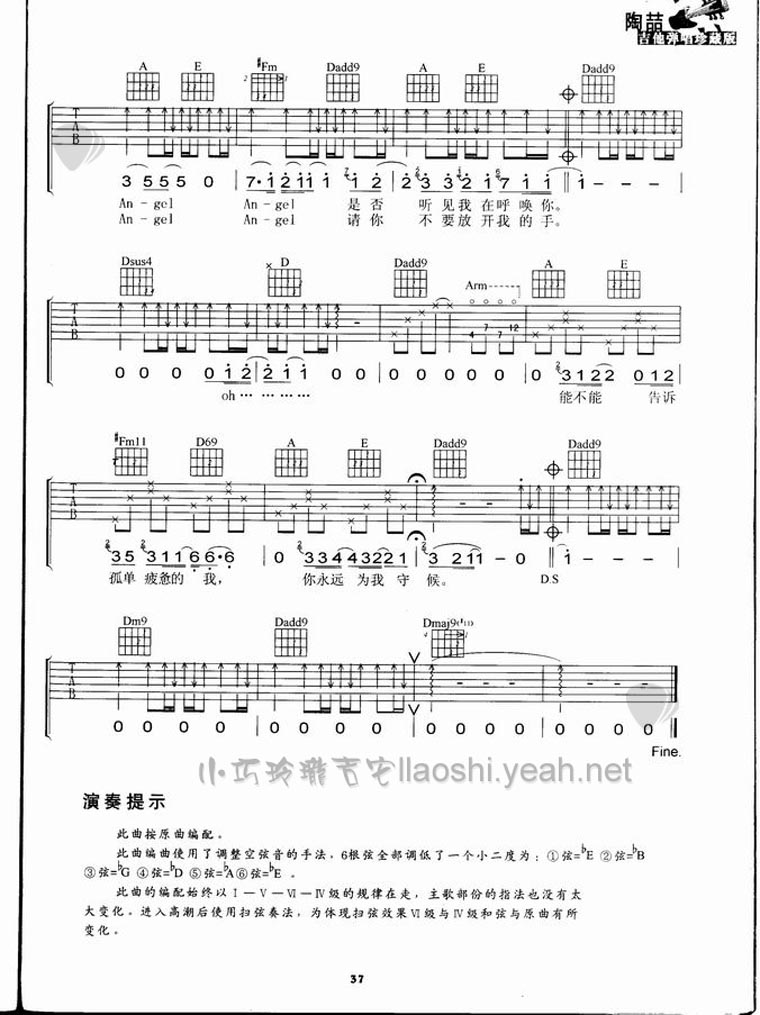 陶喆
吉他弹唱珍藏版
A E #Fm Dadd9 A E Dadd9
T
A
B
3 5 5 5 0 | 7· 1 2 1 1 1 | 1 2 | 2 3 3 2 1 7 1 1 || 1 - - - |
An-gel An-gel 是否 听见我在呼唤你。
An-gel An-gel 请你 不要放开我的手。
Dsus4 D Dadd9 Arm A E
T
A
B
4 7 7 12
0 0 0 0 1 2 | 2 1 1 0 0 | 0 0 0 0 | 0 3 1 2 2 0 1 2 |
oh………… 能不能 告诉
#Fm11 D69 A E Dadd9 Dadd9
T
A
B
3 5 3 1 1 6 6· 6 | 0 3 3 4 4 3 2 2 1 | 3 2 1 1 - 0 || 1 - - - |
孤单 疲惫的 我, 你永远 为我 守 候。 D.S
Dm9 Dadd9 Dmaj9(#11)
T
A
B
0 0 0 0 | 0 0 0 0 | 0 0 0 0 | 0 0 0 0 ||
Fine.
小巧玲珑吉它llaoshi.yeah.net
演奏提示
此曲按原曲编配。
此曲编曲使用了调整空弦音的手法，6根弦全部调低了一个小二度为：①弦=bE ②弦=bB
③弦=bG ④弦=bD ⑤弦=bA⑥弦=bE 。
此曲的编配始终以 I—V—VI—IV级的规律在走，主歌部份的指法也没有太
大变化。进入高潮后使用扫弦奏法，为体现扫弦效果VI级与IV级和弦与原曲有所
变化。
37